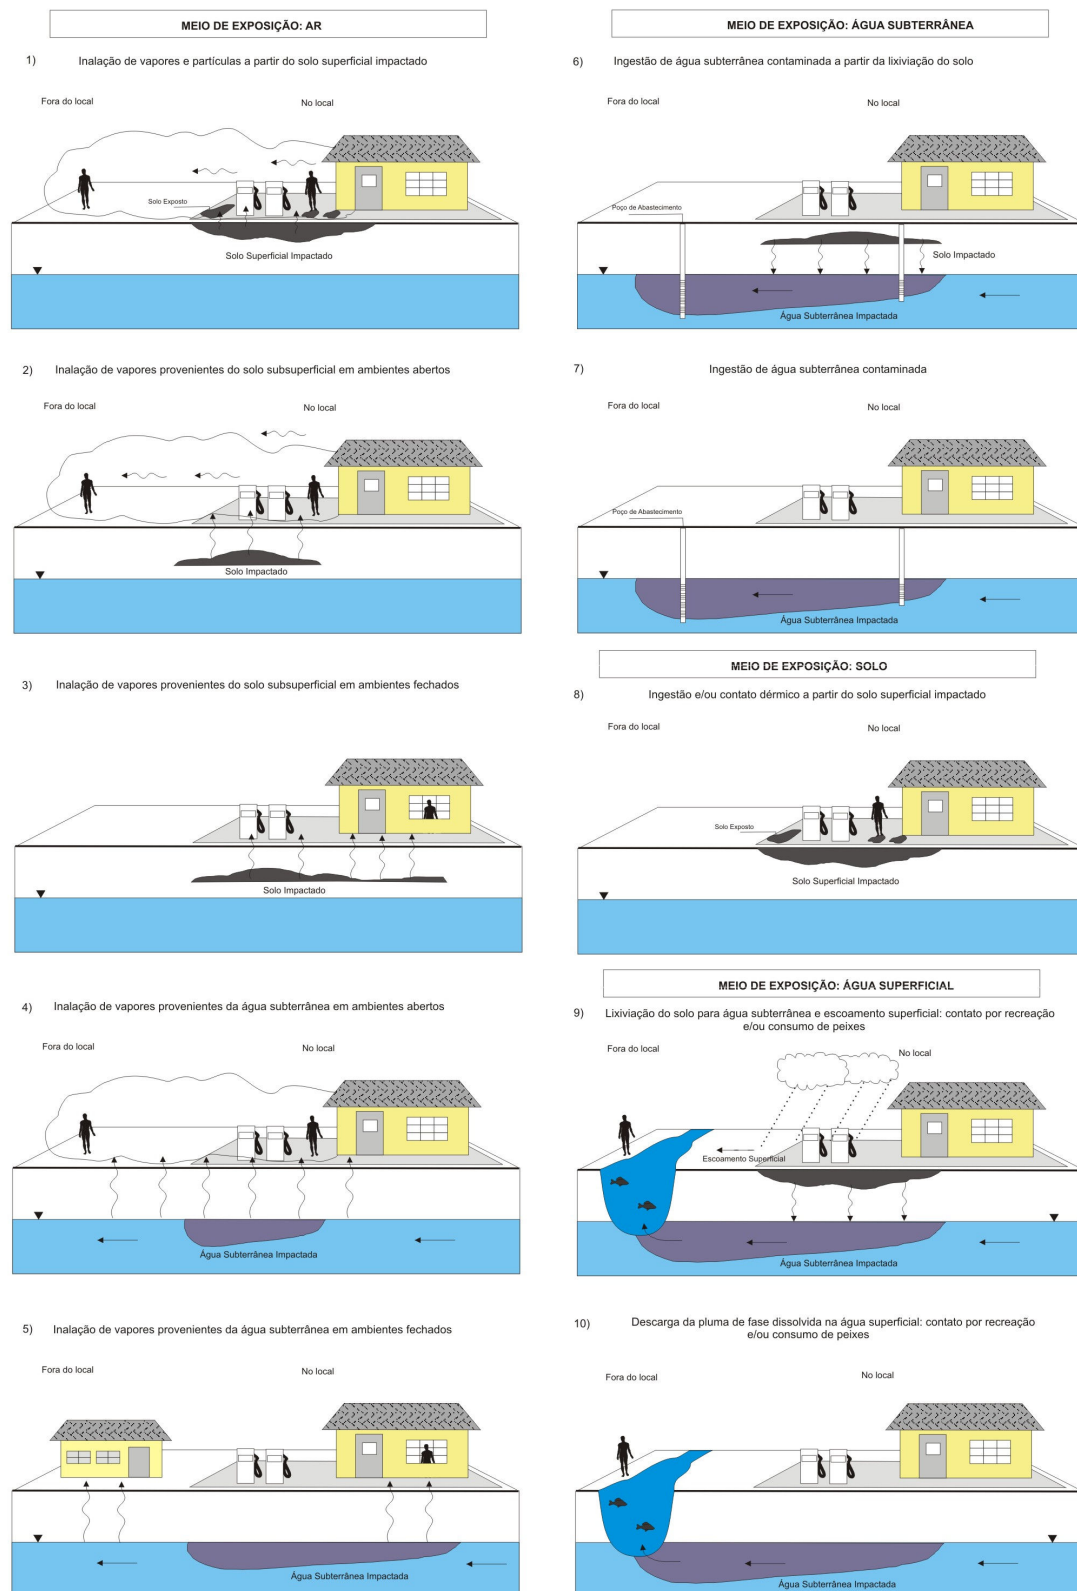 MEIO DE EXPOSIÇÃO: AR
1) Inalação de vapores e partículas a partir do solo superficial impactado
Fora do local
No local
Solo Exposto
Solo Superficial Impactado
2) Inalação de vapores provenientes do solo subsuperficial em ambientes abertos
Fora do local
No local
Solo Impactado
3) Inalação de vapores provenientes do solo subsuperficial em ambientes fechados
Solo Impactado
4) Inalação de vapores provenientes da água subterrânea em ambientes abertos
Fora do local
No local
Água Subterrânea Impactada
5) Inalação de vapores provenientes da água subterrânea em ambientes fechados
Fora do local
No local
Água Subterrânea Impactada
MEIO DE EXPOSIÇÃO: ÁGUA SUBTERRÂNEA
6) Ingestão de água subterrânea contaminada a partir da lixiviação do solo
Fora do local
No local
Poço de Abastecimento
Solo Impactado
Água Subterrânea Impactada
7) Ingestão de água subterrânea contaminada
Fora do local
No local
Poço de Abastecimento
Água Subterrânea Impactada
MEIO DE EXPOSIÇÃO: SOLO
8) Ingestão e/ou contato dérmico a partir do solo superficial impactado
Fora do local
No local
Solo Exposto
Solo Superficial Impactado
MEIO DE EXPOSIÇÃO: ÁGUA SUPERFICIAL
9) Lixiviação do solo para água subterrânea e escoamento superficial: contato por recreação
e/ou consumo de peixes
Fora do local
No local
Escoamento Superficial
Água Subterrânea Impactada
10) Descarga da pluma de fase dissolvida na água superficial: contato por recreação
e/ou consumo de peixes
Fora do local
No local
Água Subterrânea Impactada